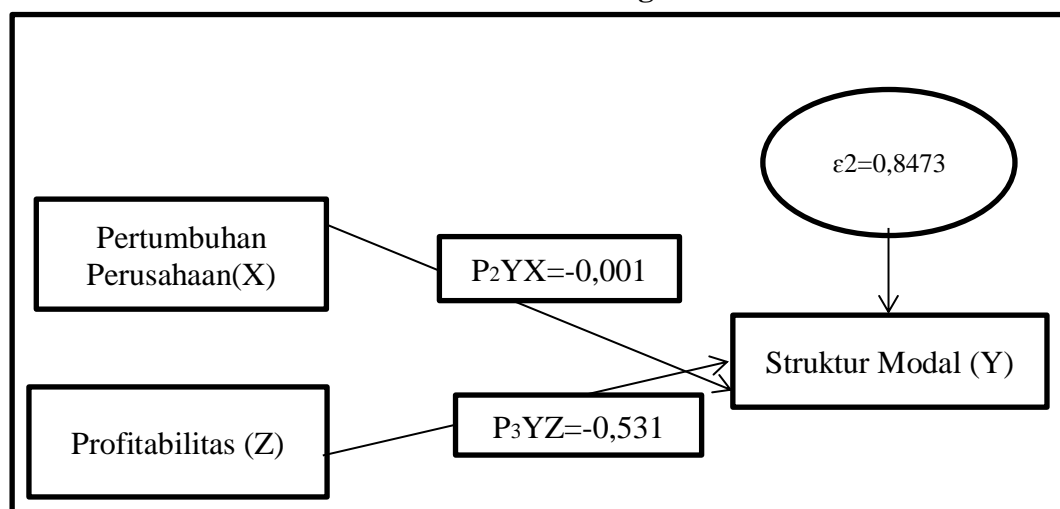 ε2=0,8473
Pertumbuhan
Perusahaan(X)
P2YX=-0,001
Struktur Modal (Y)
P3YZ=-0,531
Profitabilitas (Z)